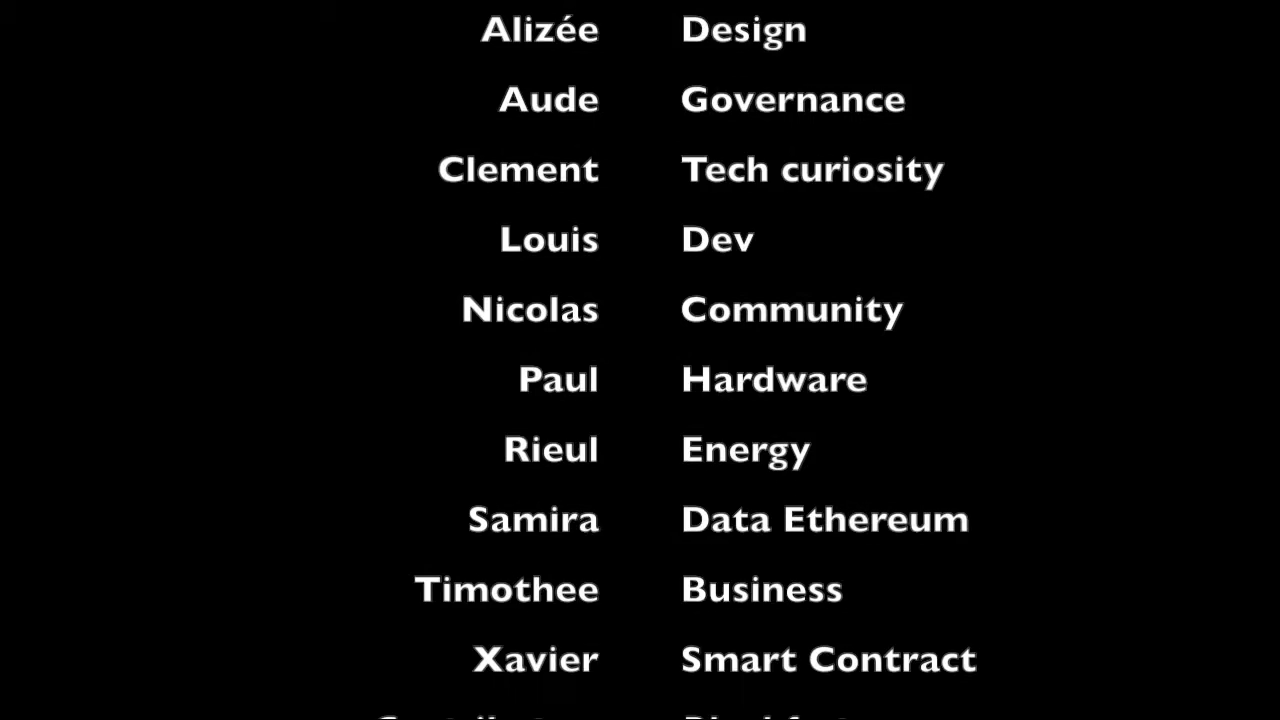 Alizée Design
Aude Governance
Clement Tech curiosity
Louis Dev
Nicolas Community
Paul Hardware
Rieul Energy
Samira Data Ethereum
Timothee Business
Xavier Smart Contract